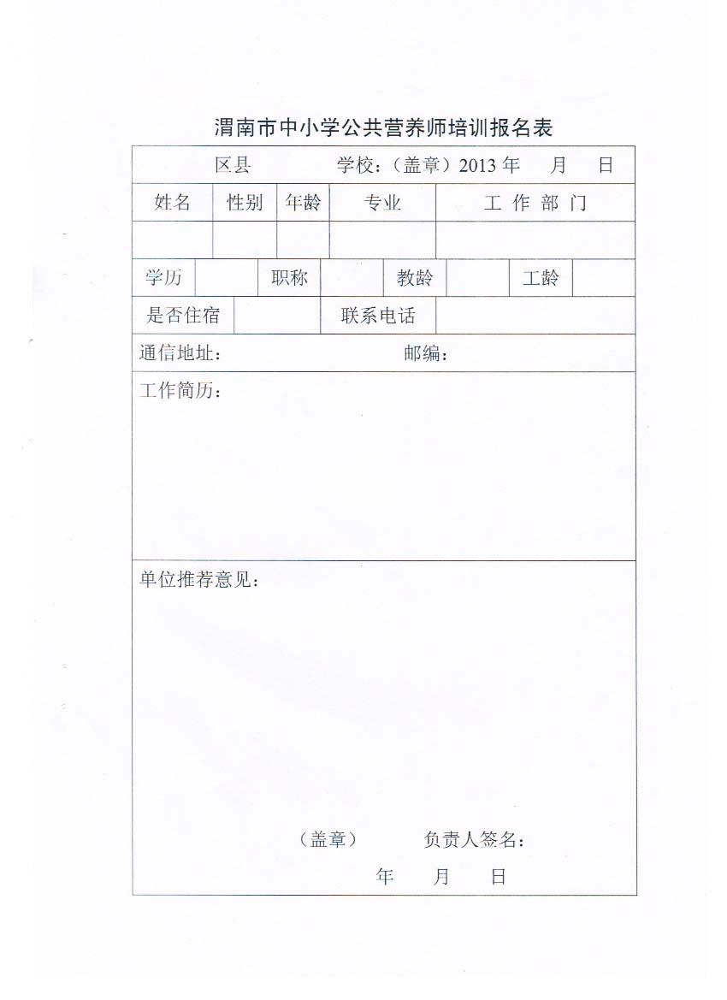 渭南市中小学公共营养师培训报名表
区县 学校：（盖章）2013 年 月 日
姓名 性别 年龄 专业 工 作 部 门
学历 职称 教龄 工龄
是否住宿 联系电话
通信地址： 邮编：
工作简历：
单位推荐意见：
（盖章） 负责人签名：
年 月 日